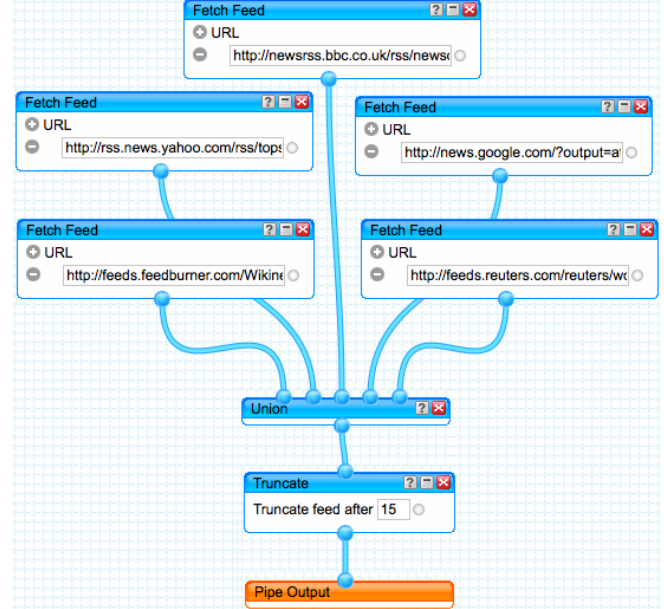 Fetch Feed
URL
http://newsrss.bbc.co.uk/rss/newso
Fetch Feed
URL
http://rss.news.yahoo.com/rss/tops
Fetch Feed
URL
http://news.google.com/?output=at
Fetch Feed
URL
http://feeds.feedburner.com/Wikine
Fetch Feed
URL
http://feeds.reuters.com/reuters/wo
Union
Truncate
Truncate feed after 15
Pipe Output